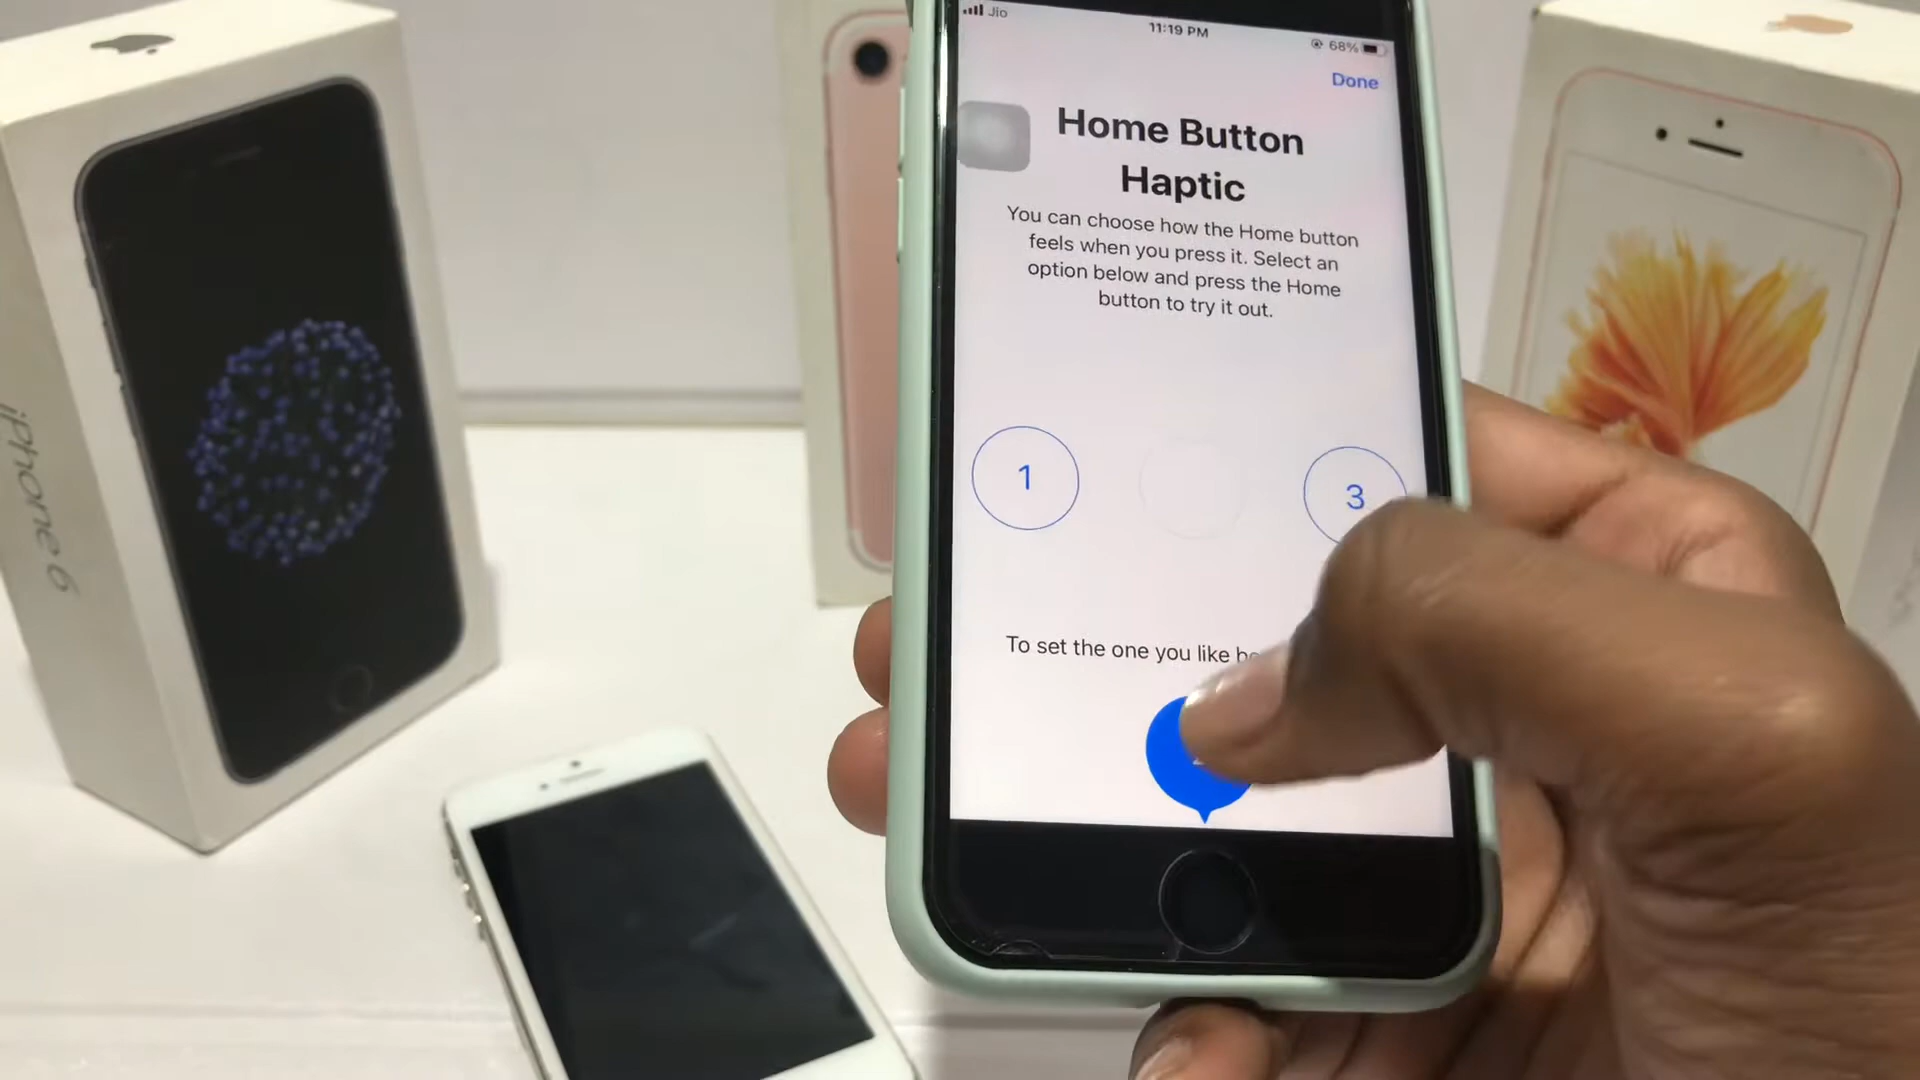 Jio
11:19 PM
68%
Done
Home Button
Haptic
You can choose how the Home button
feels when you press it. Select an
option below and press the Home
button to try it out.
1
3
To set the one you like
iPhone 6